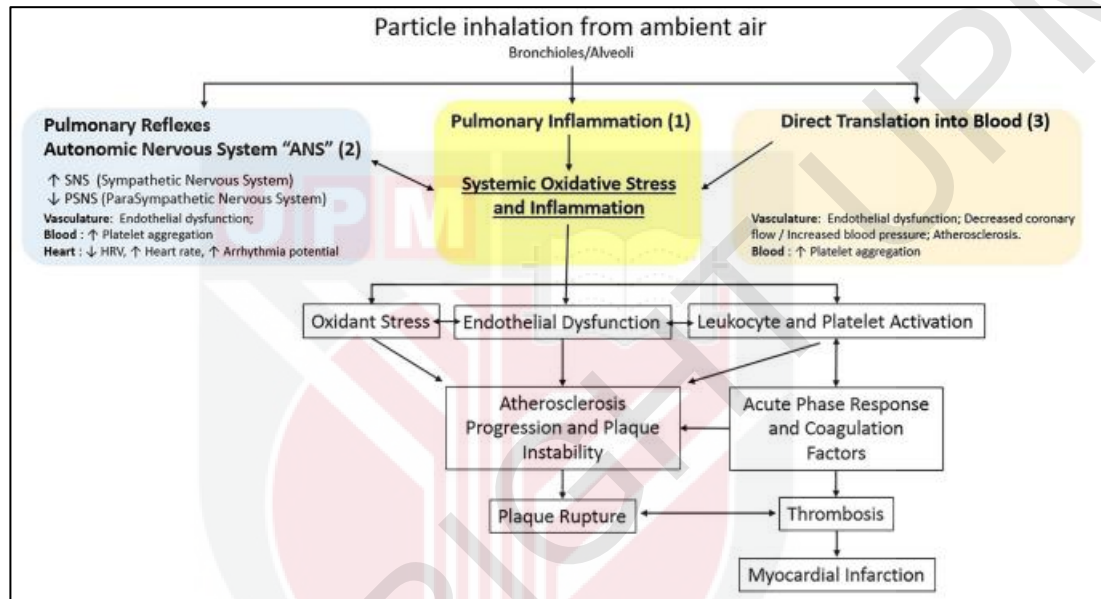 Particle inhalation from ambient air
Bronchioles/Alveoli
Pulmonary Reflexes
Autonomic Nervous System “ANS” (2)
↑ SNS (Sympathetic Nervous System)
↓ PSNS (ParaSympathetic Nervous System)
Vasculature: Endothelial dysfunction;
Blood : ↑ Platelet aggregation
Heart : ↓ HRV, ↑ Heart rate, ↑ Arrhythmia potential
Pulmonary Inflammation (1)
Systemic Oxidative Stress
and Inflammation
Direct Translation into Blood (3)
Vasculature: Endothelial dysfunction; Decreased coronary
flow / Increased blood pressure; Atherosclerosis.
Blood : ↑ Platelet aggregation
Oxidant Stress
Endothelial Dysfunction
Leukocyte and Platelet Activation
Atherosclerosis
Progression and Plaque
Instability
Acute Phase Response
and Coagulation
Factors
Plaque Rupture
Thrombosis
Myocardial Infarction
UPM